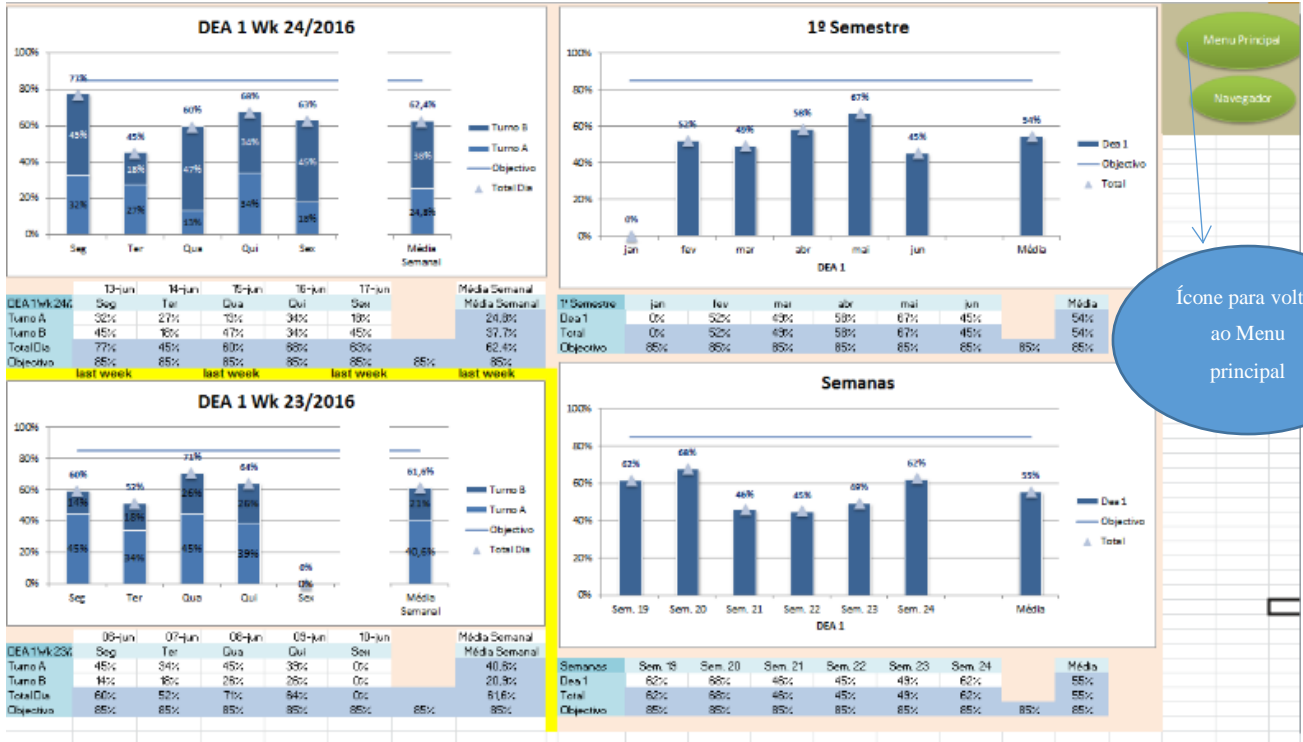 DEA 1 Wk 24/2016
100%
80%
60%
40%
20%
0%
77% 45% 60% 68% 63% 62,4%
45% 18% 47% 34% 45% 38%
32% 27% 13% 34% 18% 24,8%
Seg Ter Qua Qui Sex Média Semanal
Turno B
Turno A
Objectivo
Total Dia
13-jun 14-jun 15-jun 16-jun 17-jun Média Semanal
DEA 1 Wk 24/2 Seg Ter Qua Qui Sex Média Semanal
Turno A 32% 27% 13% 34% 18% 24,8%
Turno B 45% 18% 47% 34% 45% 37,7%
Total Dia 77% 45% 60% 68% 63% 62,4%
Objectivo 85% 85% 85% 85% 85% 85% 85%
last week last week last week last week
DEA 1 Wk 23/2016
100%
80%
60%
40%
20%
0%
60% 52% 71% 64% 0% 61,6%
14% 18% 26% 26% 0% 21%
45% 34% 45% 39% 40,6%
Seg Ter Qua Qui Sex Média Semanal
Turno B
Turno A
Objectivo
Total Dia
06-jun 07-jun 08-jun 09-jun 10-jun Média Semanal
DEA 1 Wk 23/2 Seg Ter Qua Qui Sex Média Semanal
Turno A 45% 34% 45% 39% 0% 40,6%
Turno B 14% 18% 26% 26% 0% 20,9%
Total Dia 60% 52% 71% 64% 0% 61,6%
Objectivo 85% 85% 85% 85% 85% 85% 85%
1º Semestre
100%
80%
60%
40%
20%
0%
0% 52% 49% 58% 67% 45% 54%
jan fev mar abr mai jun Média
DEA 1
Dea 1
Objectivo
Total
1º Semestre jan fev mar abr mai jun Média
Dea 1 0% 52% 49% 58% 67% 45% 54%
Total 0% 52% 49% 58% 67% 45% 54%
Objectivo 85% 85% 85% 85% 85% 85% 85% 85%
Semanas
100%
80%
60%
40%
20%
0%
62% 68% 46% 45% 49% 62% 55%
Sem. 19 Sem. 20 Sem. 21 Sem. 22 Sem. 23 Sem. 24 Média
DEA 1
Dea 1
Objectivo
Total
Semanas Sem. 19 Sem. 20 Sem. 21 Sem. 22 Sem. 23 Sem. 24 Média
Dea 1 62% 68% 46% 45% 49% 62% 55%
Total 62% 68% 46% 45% 49% 62% 55%
Objectivo 85% 85% 85% 85% 85% 85% 85% 85%
Menu Principal
Navegador
Ícone para volt
ao Menu
principal